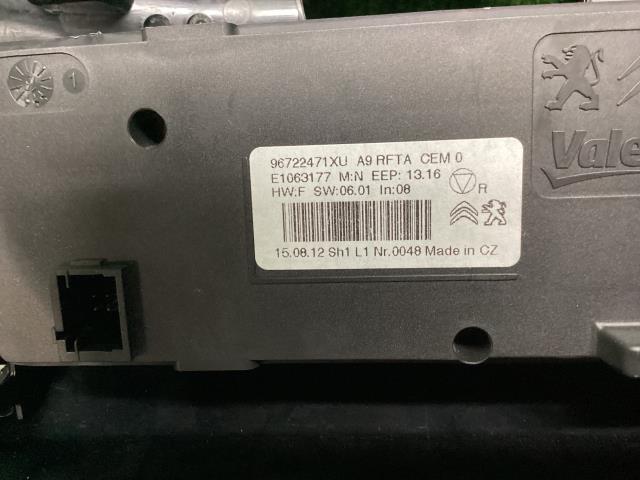 1
96722471XU A9 RFTA CEM 0
E1063177 M:N EEP: 13.16
HW:F SW:06.01 In:08
R
15.08.12 Sh1 L1 Nr.0048 Made in CZ
Vale